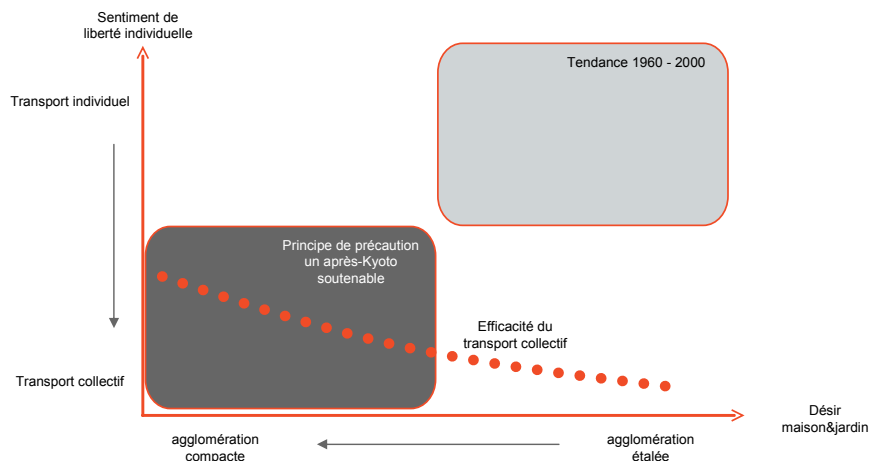 Sentiment de
liberté individuelle
Tendance 1960 - 2000
Transport individuel
Principe de précaution
un après-Kyoto
soutenable
Efficacité du
transport collectif
Transport collectif
Désir
maison&jardin
agglomération
compacte
agglomération
étalée